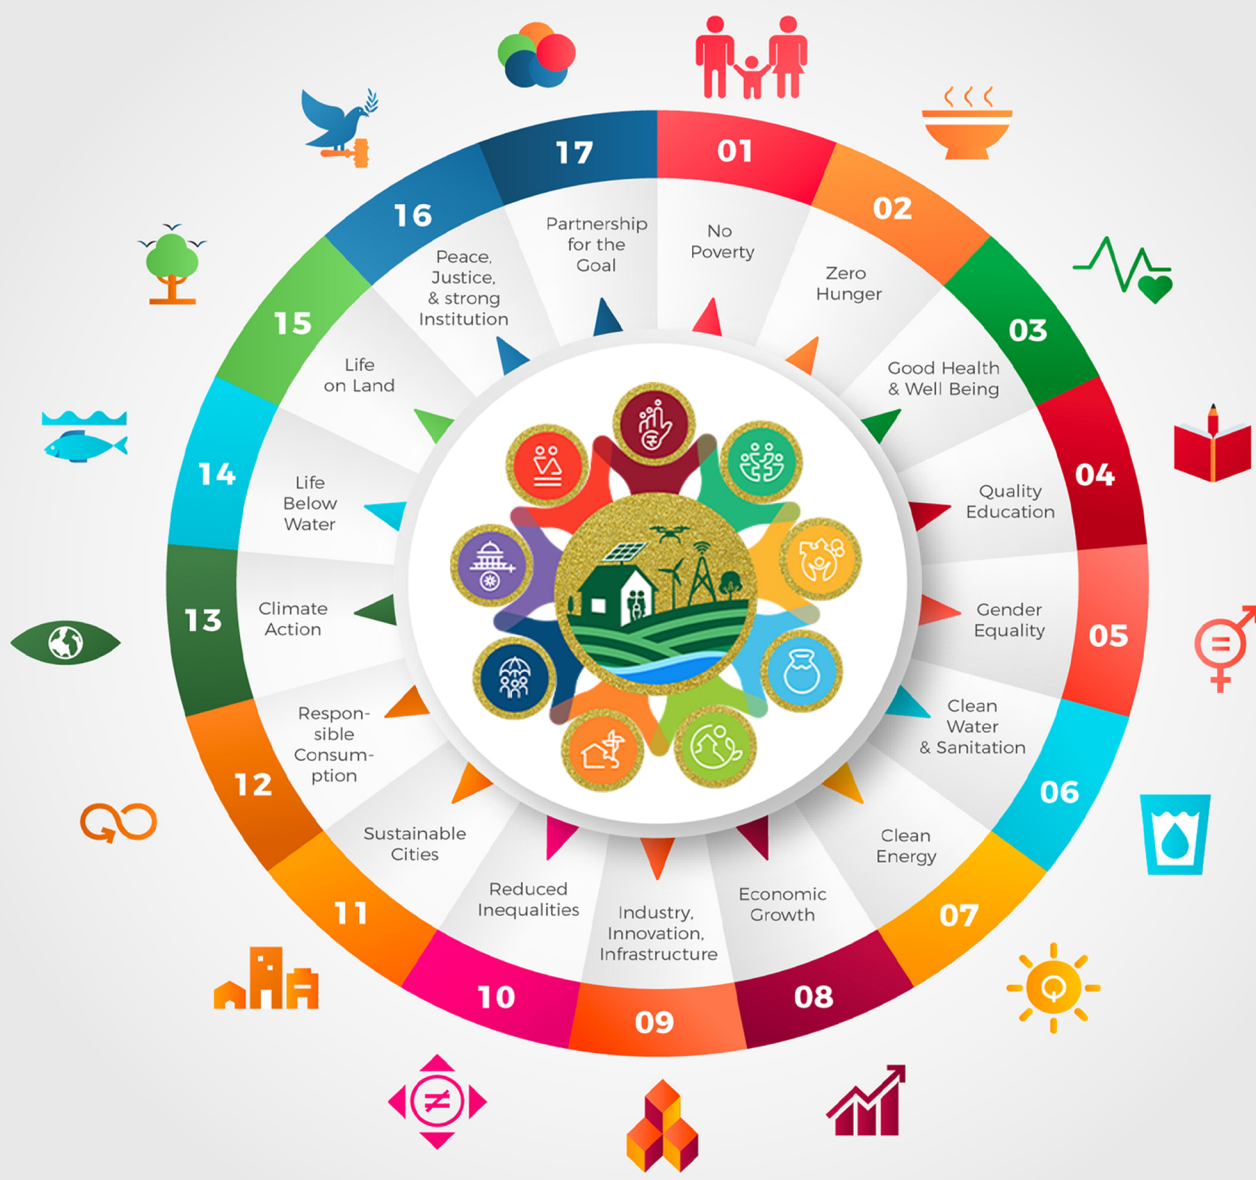 01
No
Poverty
02
Zero
Hunger
03
Good Health
& Well Being
04
Quality
Education
05
Gender
Equality
06
Clean
Water
& Sanitation
07
Clean
Energy
08
Economic
Growth
09
Industry,
Innovation,
Infrastructure
10
Reduced
Inequalities
11
Sustainable
Cities
12
Respon-
sible
Consum-
ption
13
Climate
Action
14
Life
Below
Water
15
Life
on Land
16
Peace,
Justice,
& strong
Institution
17
Partnership
for the
Goal